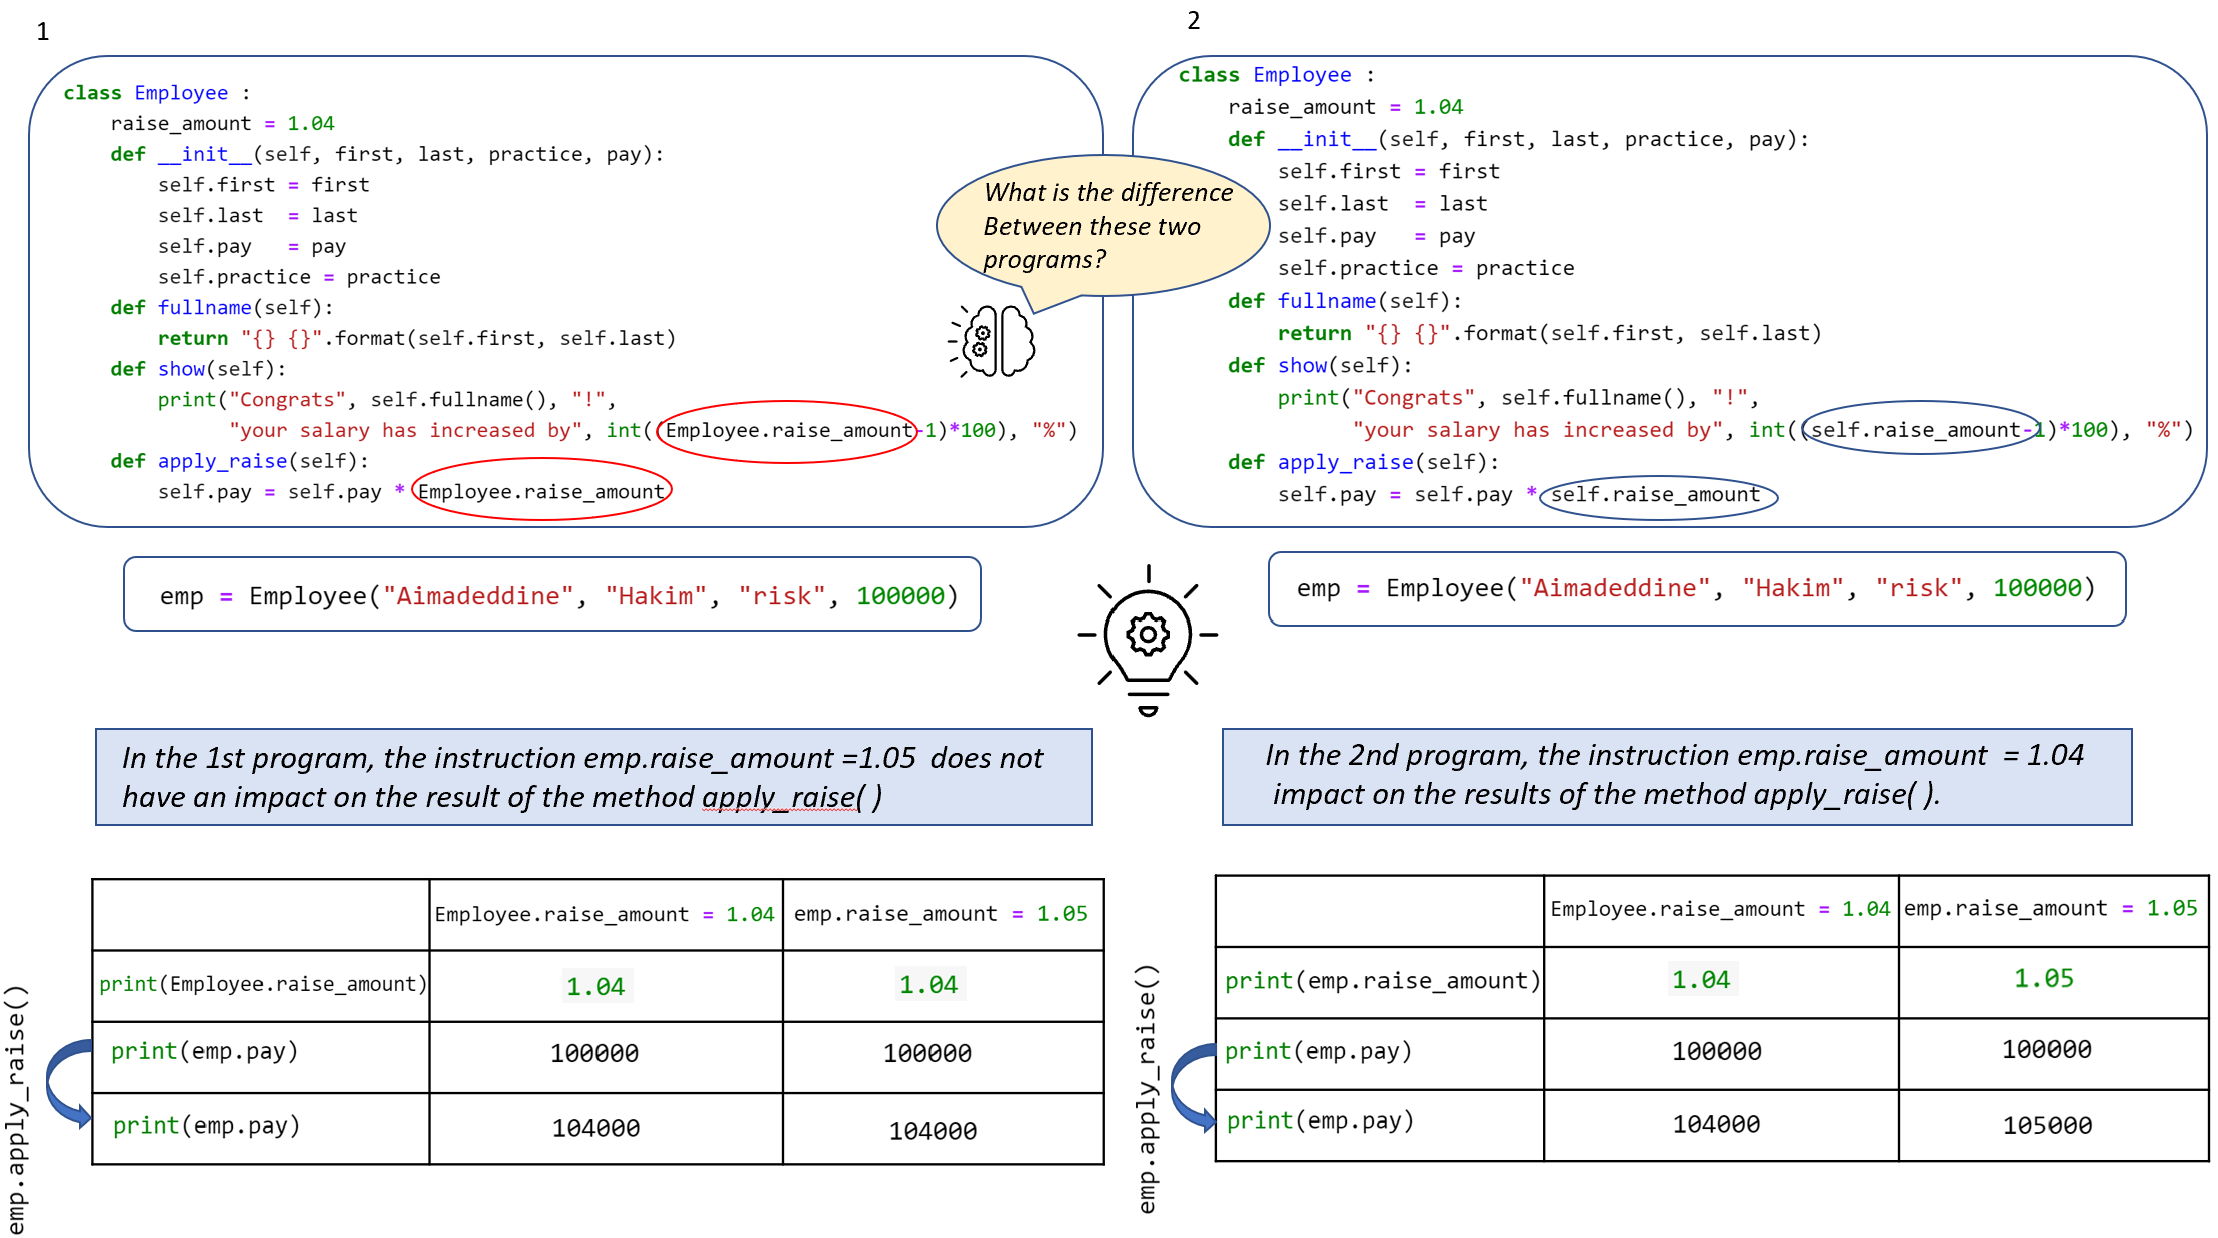 1
class Employee :
raise_amount = 1.04
def __init__(self, first, last, practice, pay):
self.first = first
self.last  = last
self.pay   = pay
self.practice = practice
def fullname(self):
return "{} {}".format(self.first, self.last)
def show(self):
print("Congrats", self.fullname(), "!",
"your salary has increased by", int((Employee.raise_amount-1)*100), "%")
def apply_raise(self):
self.pay = self.pay * Employee.raise_amount
What is the difference
Between these two
programs?
2
class Employee :
raise_amount = 1.04
def __init__(self, first, last, practice, pay):
self.first = first
self.last  = last
self.pay   = pay
self.practice = practice
def fullname(self):
return "{} {}".format(self.first, self.last)
def show(self):
print("Congrats", self.fullname(), "!",
"your salary has increased by", int((self.raise_amount-1)*100), "%")
def apply_raise(self):
self.pay = self.pay * self.raise_amount
emp = Employee("Aimadeddine", "Hakim", "risk", 100000)
emp = Employee("Aimadeddine", "Hakim", "risk", 100000)
In the 1st program, the instruction emp.raise_amount =1.05  does not
have an impact on the result of the method apply_raise( )
In the 2nd program, the instruction emp.raise_amount  = 1.04
impact on the results of the method apply_raise( ).
Employee.raise_amount = 1.04 emp.raise_amount = 1.05
print(Employee.raise_amount) 1.04 1.04
print(emp.pay) 100000 100000
print(emp.pay) 104000 104000
emp.apply_raise()
Employee.raise_amount = 1.04 emp.raise_amount = 1.05
print(emp.raise_amount) 1.04 1.05
print(emp.pay) 100000 100000
print(emp.pay) 104000 105000
emp.apply_raise()